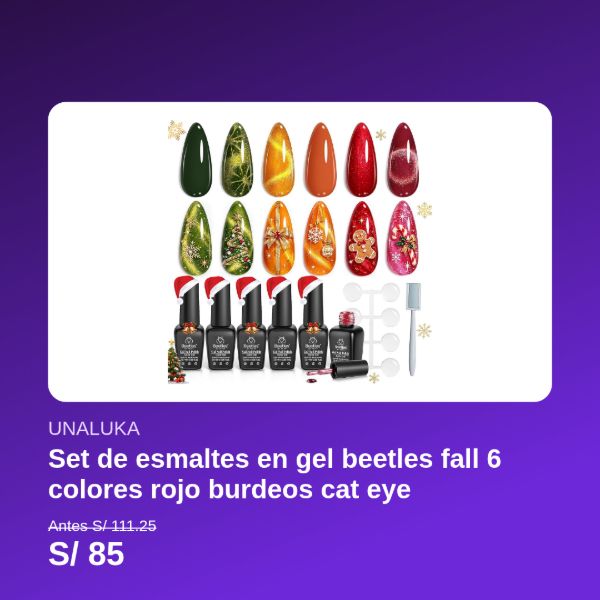 UNALUKA
Set de esmaltes en gel beetles fall 6
colores rojo burdeos cat eye
Antes S/ 111.25
S/ 85